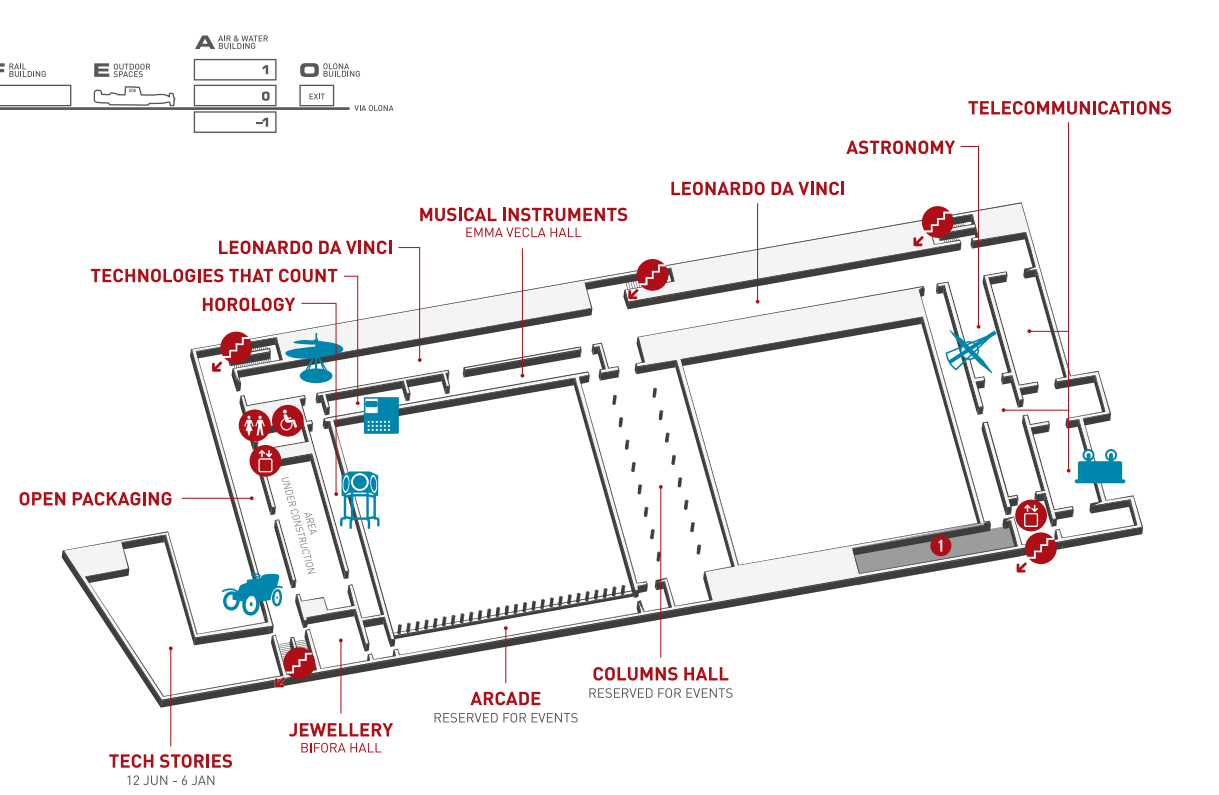 A AIR & WATER
BUILDING
F RAIL
BUILDING
E OUTDOOR
SPACES
1
O OLONA
BUILDING
0
EXIT
VIA OLONA
-1
TELECOMMUNICATIONS
ASTRONOMY
LEONARDO DA VINCI
MUSICAL INSTRUMENTS
EMMA VECLA HALL
LEONARDO DA VINCI
TECHNOLOGIES THAT COUNT
HOROLOGY
OPEN PACKAGING
AREA
UNDER CONSTRUCTION
1
COLUMNS HALL
RESERVED FOR EVENTS
ARCADE
RESERVED FOR EVENTS
JEWELLERY
BIFORA HALL
TECH STORIES
12 JUN - 6 JAN